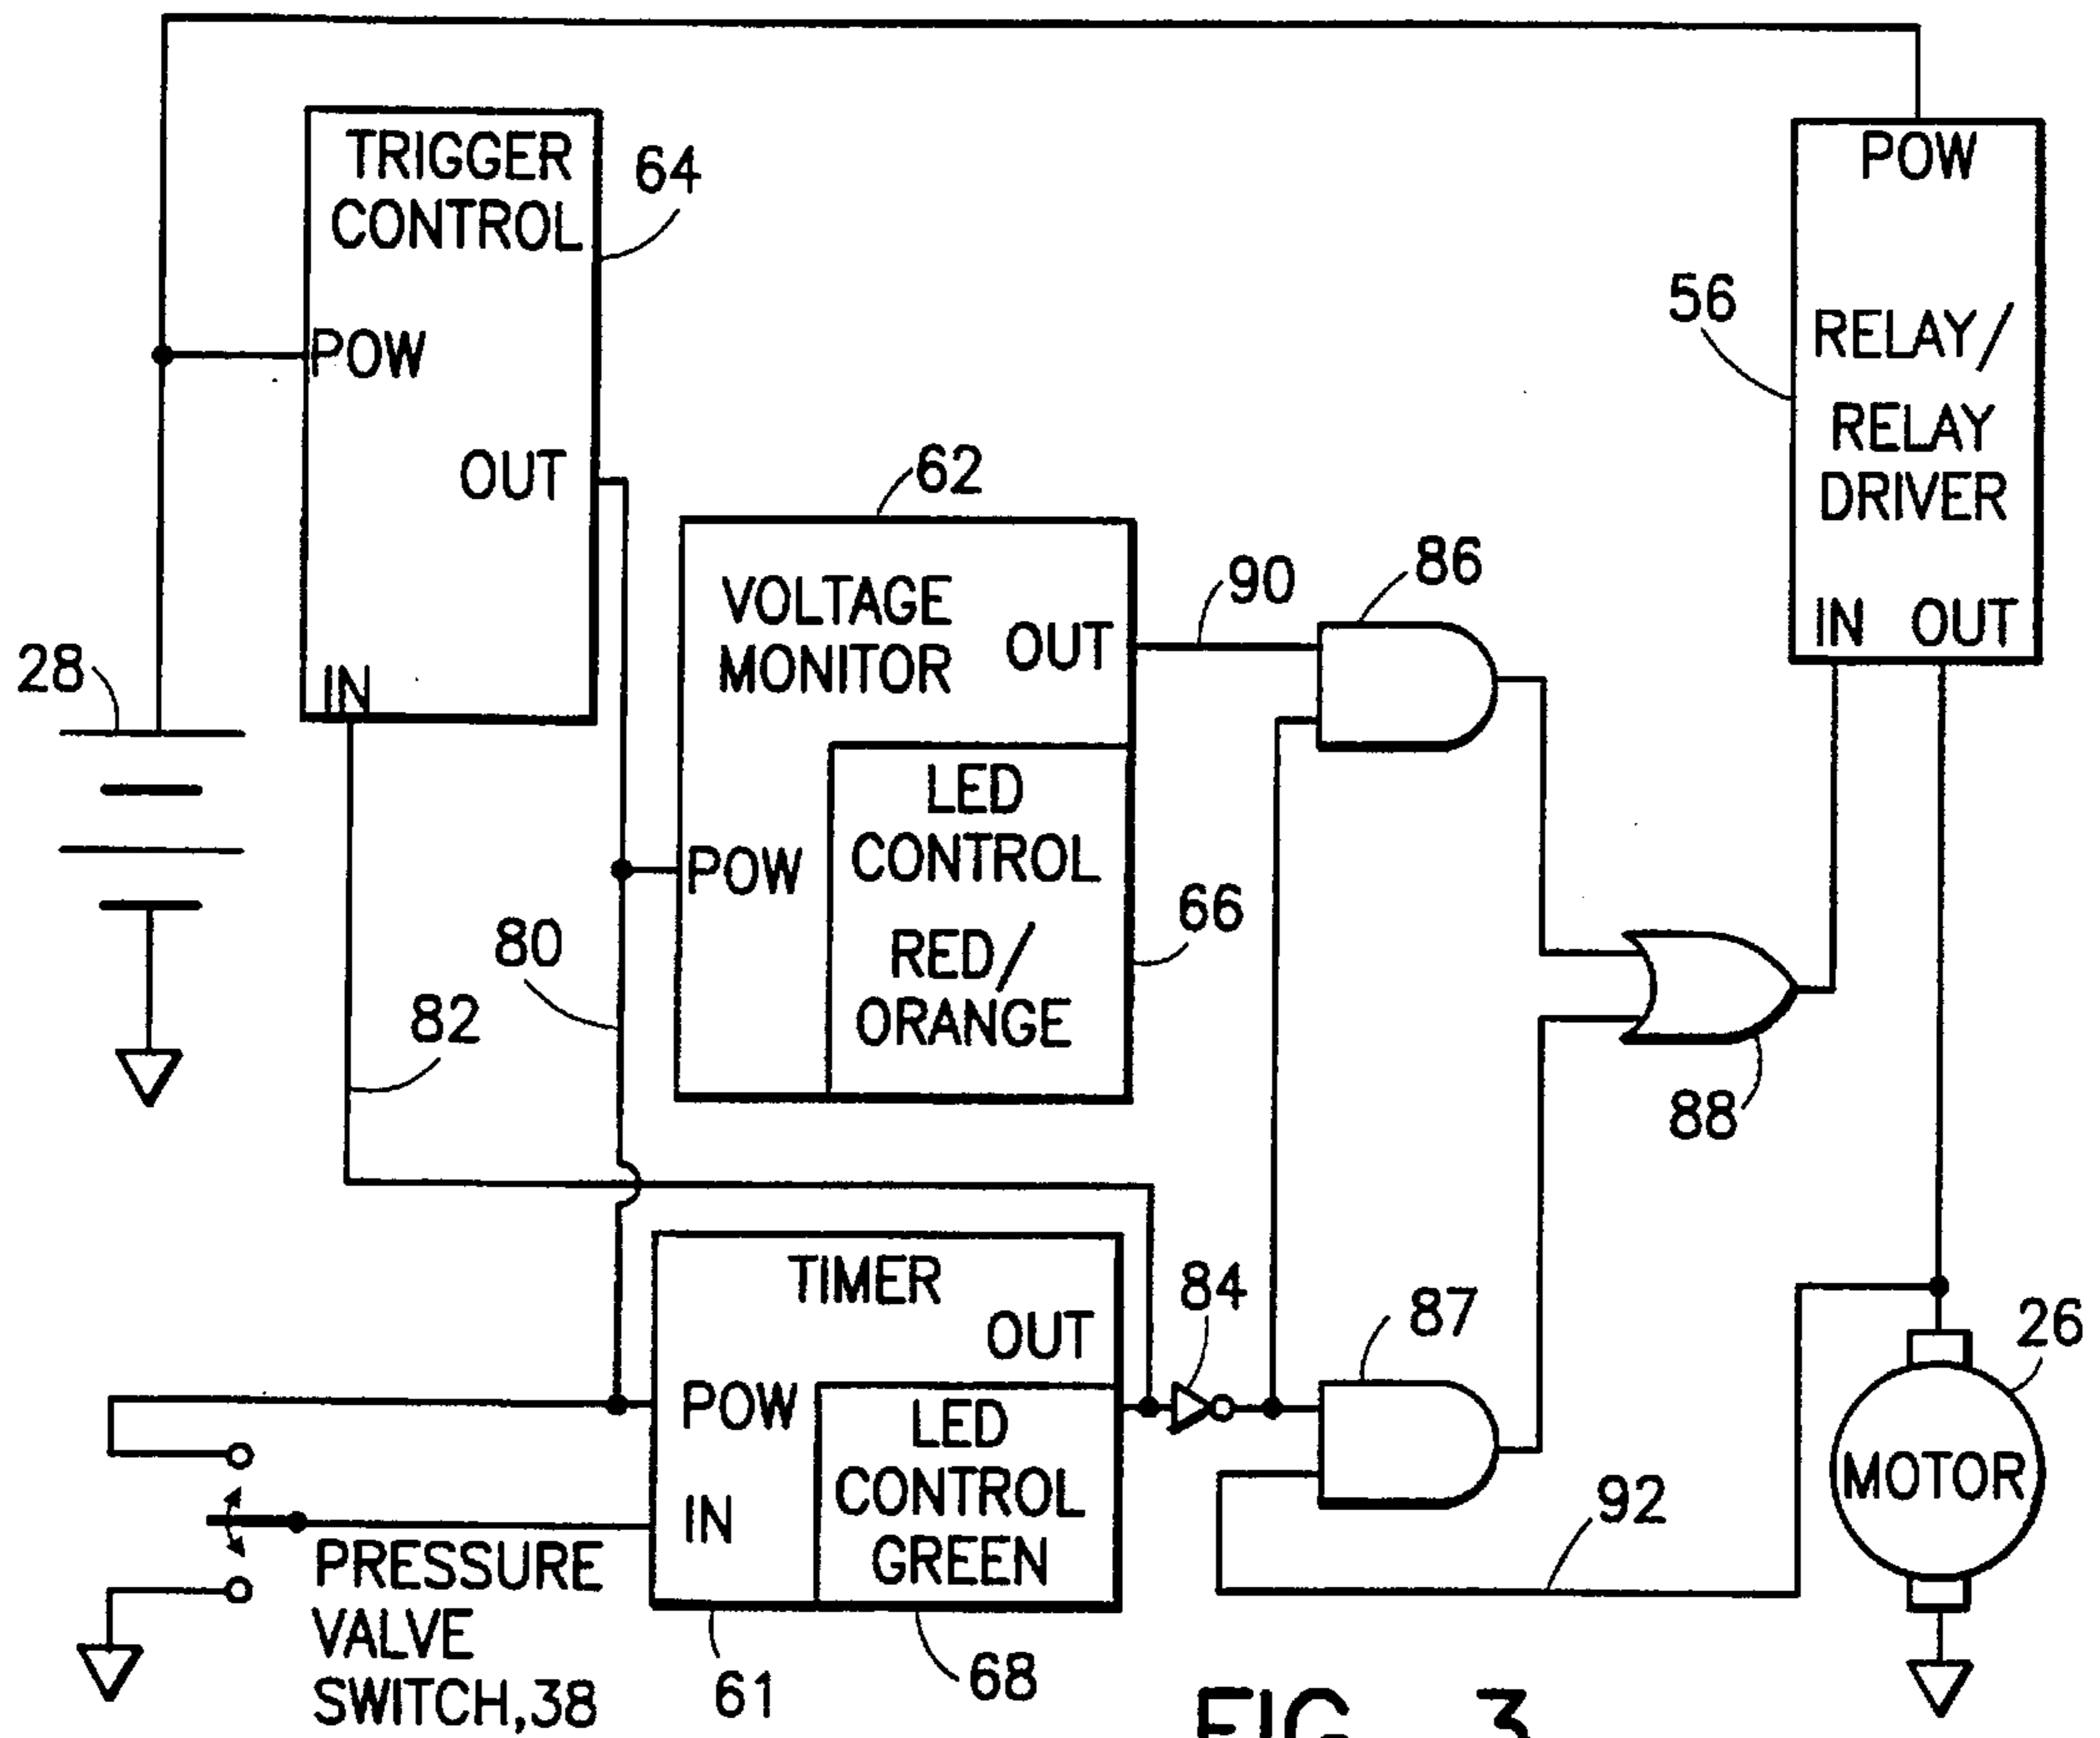 TRIGGER
CONTROL
64
POW
OUT
IN
28
POW
56
RELAY/
RELAY
DRIVER
IN OUT
62
VOLTAGE
MONITOR
OUT
90
86
POW
LED
CONTROL
RED/
ORANGE
66
80
82
88
TIMER
OUT
84
87
26
POW
LED
CONTROL
GREEN
IN
MOTOR
92
PRESSURE
VALVE
SWITCH,38
61
68
FIG. 3